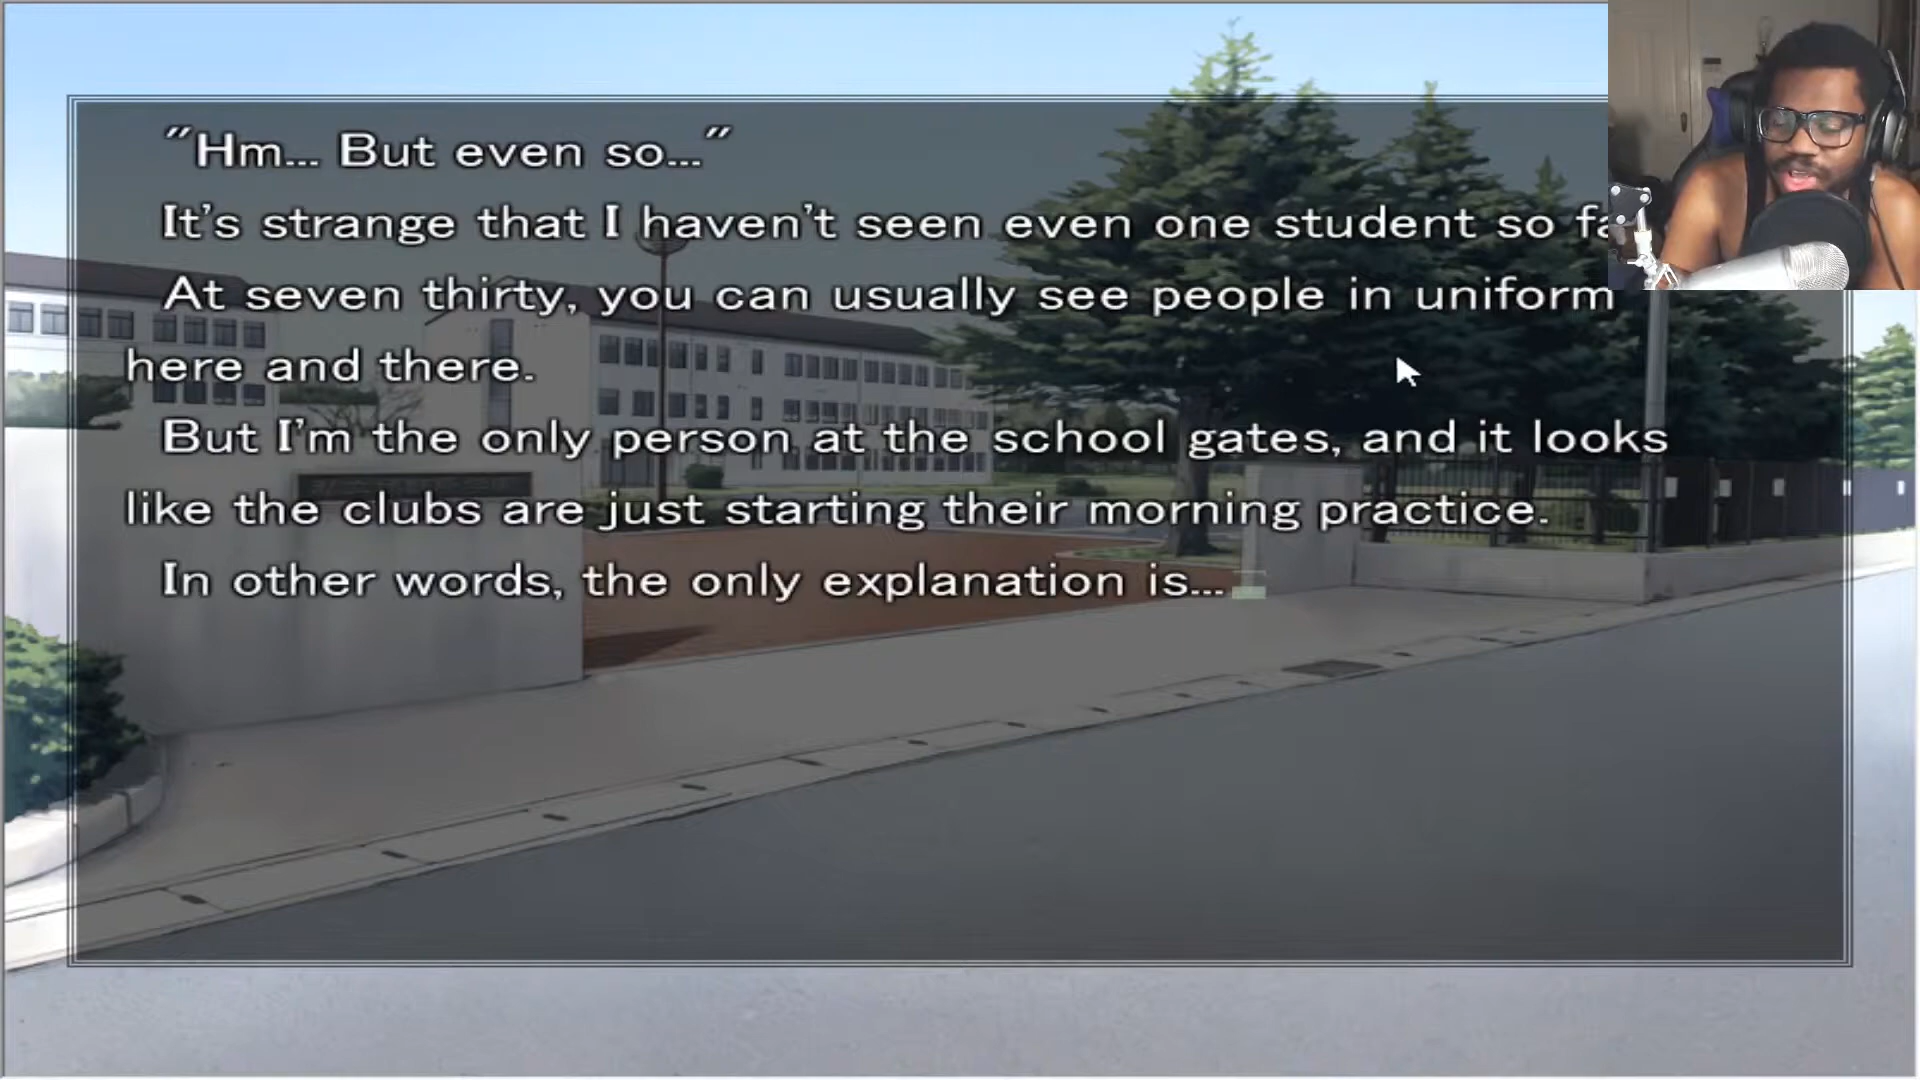 "Hm... But even so..."
It's strange that I haven't seen even one student so
At seven thirty, you can usually see people in uniform
here and there.
But I'm the only person at the school gates, and it looks
like the clubs are just starting their morning practice.
In other words, the only explanation is...